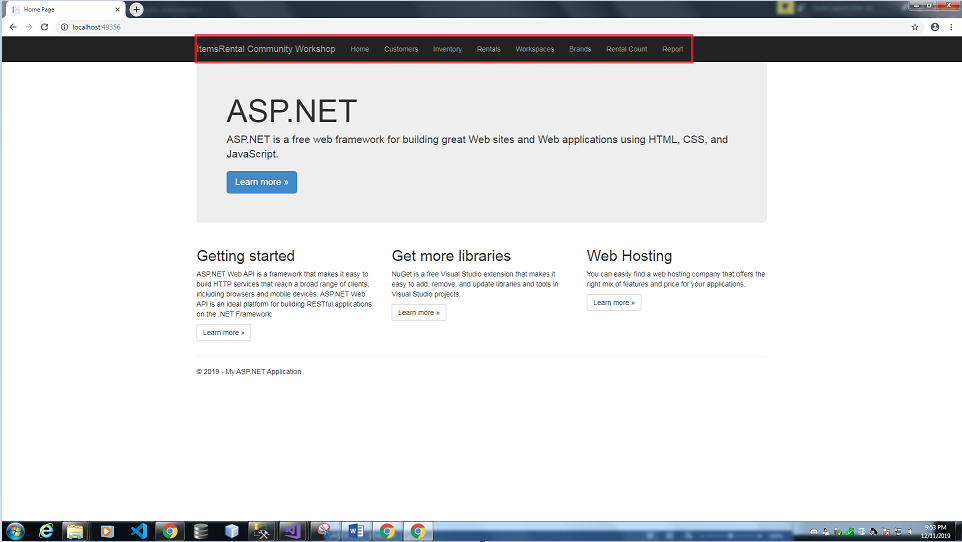 Home Page
localhost:49356
ItemsRental Community Workshop Home Customers Inventory Rentals Workspaces Brands Rental Count Report
ASP.NET
ASP.NET is a free web framework for building great Web sites and Web applications using HTML, CSS, and
JavaScript.
Learn more »
Getting started
ASP.NET Web API is a framework that makes it easy to
build HTTP services that reach a broad range of clients,
including browsers and mobile devices. ASP.NET Web
API is an ideal platform for building RESTful applications
on the .NET Framework.
Learn more »
Get more libraries
NuGet is a free Visual Studio extension that makes it
easy to add, remove, and update libraries and tools in
Visual Studio projects.
Learn more »
Web Hosting
You can easily find a web hosting company that offers the
right mix of features and price for your applications.
Learn more »
© 2019 - My ASP.NET Application
9:53 PM
12/11/2019